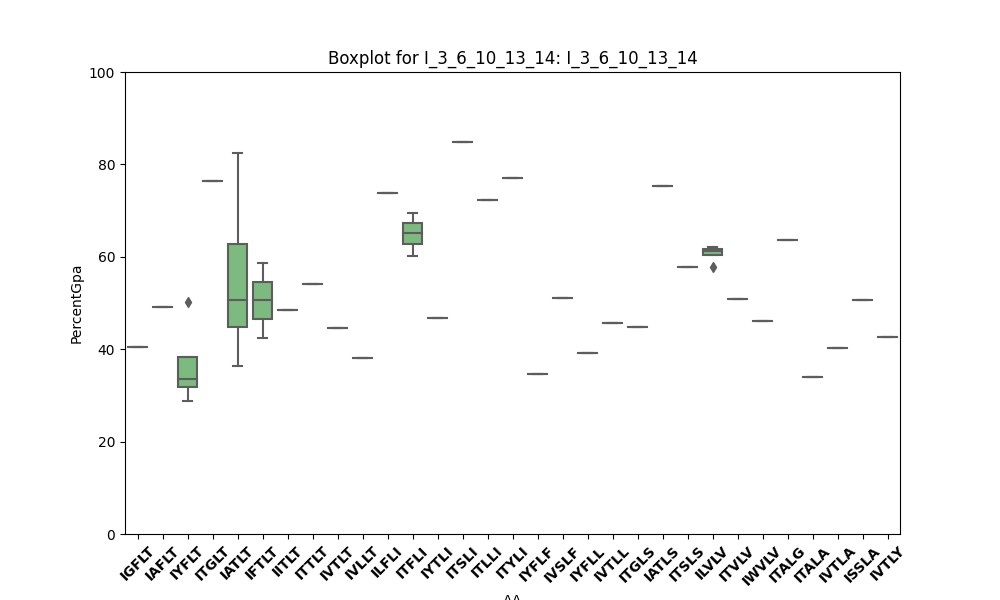 Boxplot for I_3_6_10_13_14: I_3_6_10_13_14
PercentGpa
100
80
60
40
20
0
IGFLT
IAFLT
IYFLT
ITGLT
IATLT
IFTLT
IITLT
ITTLT
IVTLT
IVLLT
ILFLI
ITFLI
IYTLI
ITSLI
ITLLI
ITYLI
IYFLF
IVSLF
IYFLL
IVTLL
ITGLS
IATLS
ITSLS
ILVLV
ITVLV
IWVLV
ITALG
ITALA
IVTLA
ISSLA
IVTLY
AA